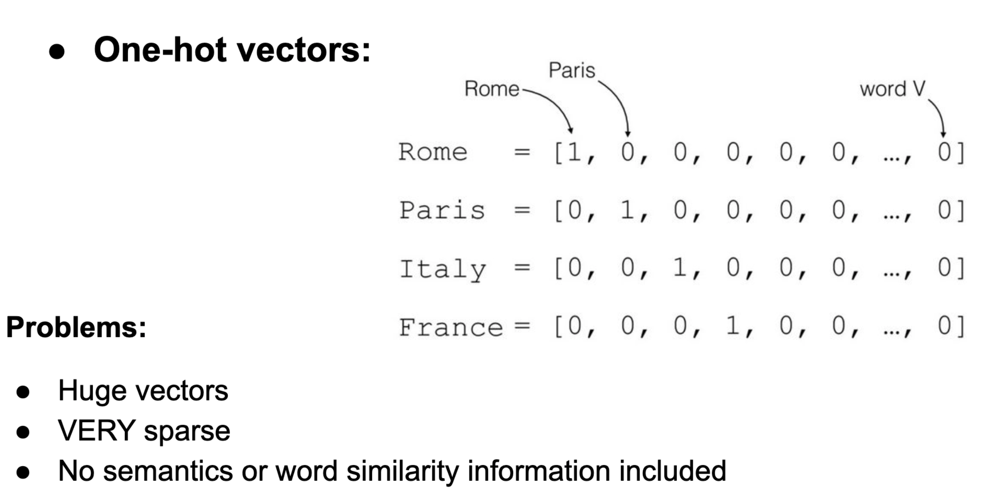 ● One-hot vectors:
Paris
Rome
word V
Rome = [1, 0, 0, 0, 0, 0, …, 0]
Paris = [0, 1, 0, 0, 0, 0, …, 0]
Italy = [0, 0, 1, 0, 0, 0, …, 0]
France = [0, 0, 0, 1, 0, 0, …, 0]
Problems:
● Huge vectors
● VERY sparse
● No semantics or word similarity information included